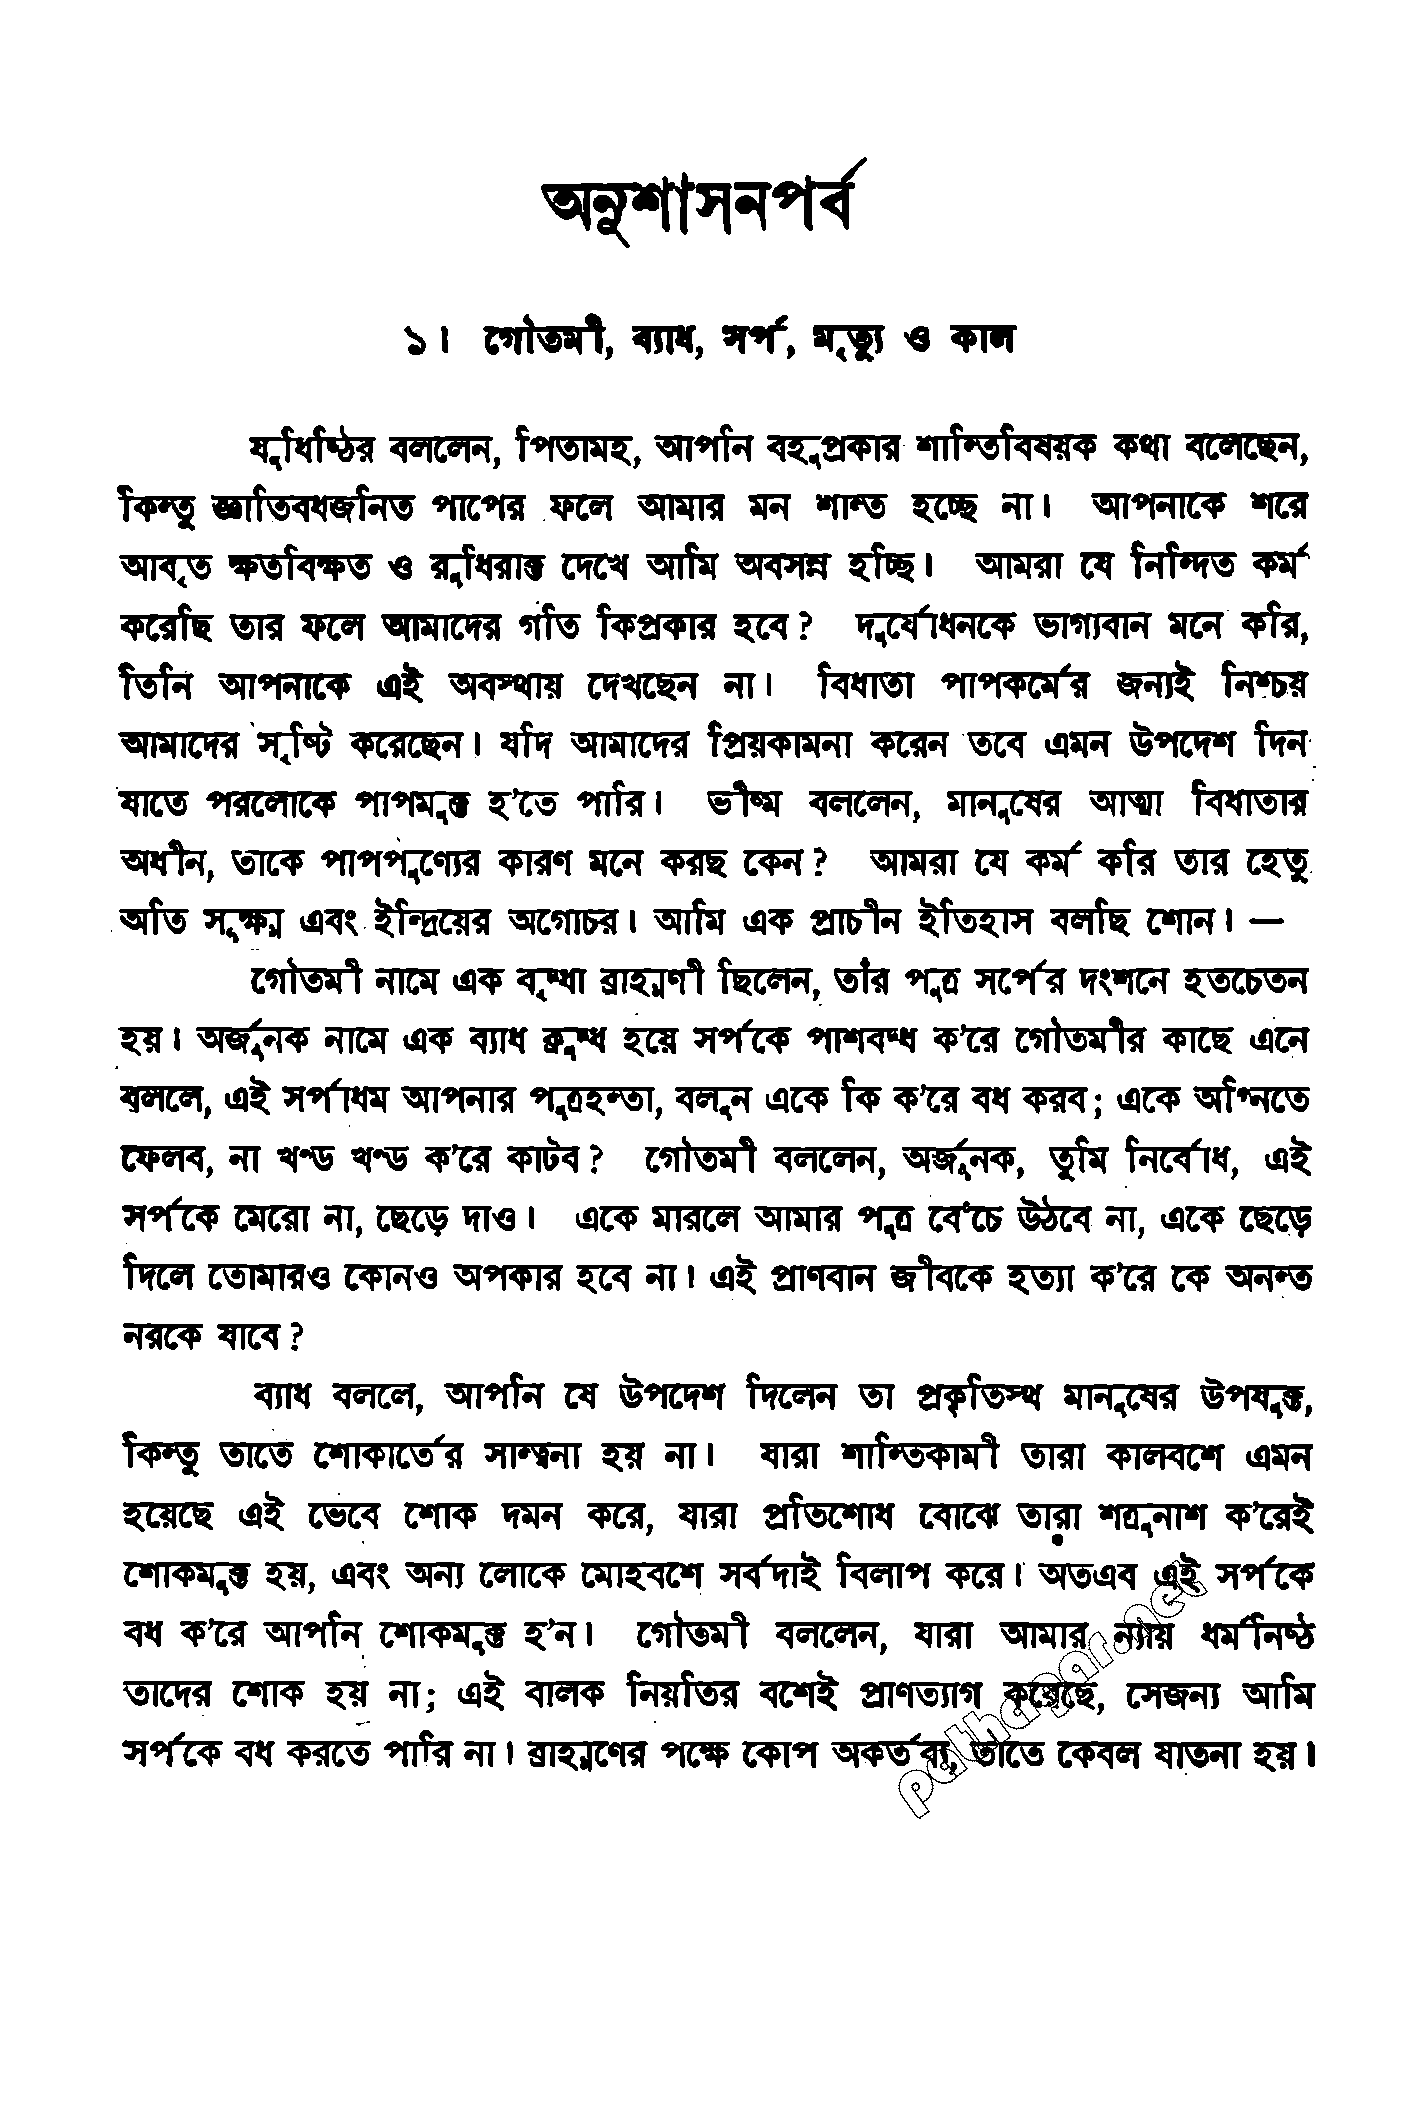 অনুশাসনপর্ব
১। গৌতমী, ব্যাধ, সর্প, মৃত্যু ও কাল
যুধিষ্ঠির বললেন, পিতামহ, আপনি বহুপ্রকার শান্তিবিষয়ক কথা বলেছেন,
কিন্তু জ্ঞাতিবধজনিত পাপের ফলে আমার মন শান্ত হচ্ছে না। আপনাকে শরে
আবৃত ক্ষতবিক্ষত ও রুধিরাক্ত দেখে আমি অবসন্ন হচ্ছি। আমরা যে নিন্দিত কর্ম
করেছি তার ফলে আমাদের গতি কিপ্রকার হবে? দুর্যোধনকে ভাগ্যবান মনে করি,
তিনি আপনাকে এই অবস্থায় দেখছেন না। বিধাতা পাপকর্মের জন্যই নিশ্চয়
আমাদের সৃষ্টি করেছেন। যদি আমাদের প্রিয়কামনা করেন তবে এমন উপদেশ দিন
যাতে পরলোকে পাপমুক্ত হ'তে পারি। ভীষ্ম বললেন, মানুষের আত্মা বিধাতার
অধীন, তাকে পাপপুণ্যের কারণ মনে করছ কেন? আমরা যে কর্ম করি তার হেতু
অতি সূক্ষ্ম এবং ইন্দ্রিয়ের অগোচর। আমি এক প্রাচীন ইতিহাস বলছি শোন।—
গৌতমী নামে এক বৃদ্ধা ব্রাহ্মণী ছিলেন, তাঁর পুত্র সর্পের দংশনে হতচেতন
হয়। অর্জুনক নামে এক ব্যাধ ক্রুদ্ধ হয়ে সর্পকে পাশবদ্ধ ক'রে গৌতমীর কাছে এনে
বললে, এই সর্পাধম আপনার পুত্রহন্তা, বলুন একে কি ক'রে বধ করব; একে অগ্নিতে
ফেলব, না খণ্ড খণ্ড ক'রে কাটব? গৌতমী বললেন, অর্জুনক, তুমি নির্বোধ, এই
সর্পকে মেরো না, ছেড়ে দাও। একে মারলে আমার পুত্র বেঁচে উঠবে না, একে ছেড়ে
দিলে তোমারও কোনও অপকার হবে না। এই প্রাণবান জীবকে হত্যা ক'রে কে অনন্ত
নরকে যাবে?
ব্যাধ বললে, আপনি যে উপদেশ দিলেন তা প্রকৃতিস্থ মানুষের উপযুক্ত,
কিন্তু তাতে শোকার্তের সান্ত্বনা হয় না। যারা শান্তিকামী তারা কালবশে এমন
হয়েছে এই ভেবে শোক দমন করে, যারা প্রতিশোধ বোঝে তারা শত্রুনাশ ক'রেই
শোকমুক্ত হয়, এবং অন্য লোকে মোহবশে সর্বদাই বিলাপ করে। অতএব এই সর্পকে
বধ ক'রে আপনি শোকমুক্ত হ'ন। গৌতমী বললেন, যারা আমার ন্যায় ধর্মনিষ্ঠ
তাদের শোক হয় না; এই বালক নিয়তির বশেই প্রাণত্যাগ করেছে, সেজন্য আমি
সর্পকে বধ করতে পারি না। ব্রাহ্মণের পক্ষে কোপ অকর্তব্য, তাতে কেবল যাতনা হয়।
pathagar.net